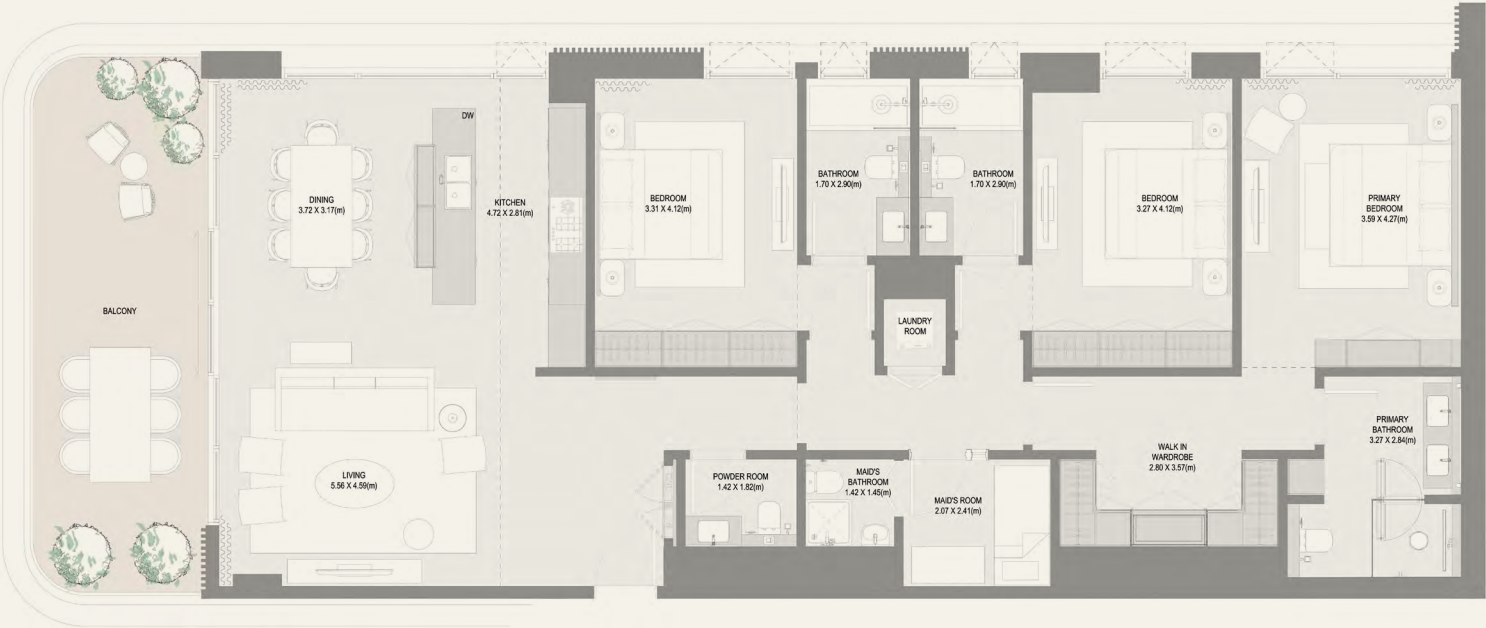 DW
DINING
3.72 X 3.17(m)
KITCHEN
4.72 X 2.81(m)
BEDROOM
3.31 X 4.12(m)
BATHROOM
1.70 X 2.90(m)
BATHROOM
1.70 X 2.90(m)
BEDROOM
3.27 X 4.12(m)
PRIMARY
BEDROOM
3.59 X 4.27(m)
BALCONY
LAUNDRY
ROOM
LIVING
5.56 X 4.59(m)
POWDER ROOM
1.42 X 1.82(m)
MAID'S
BATHROOM
1.42 X 1.45(m)
MAID'S ROOM
2.07 X 2.41(m)
WALK IN
WARDROBE
2.80 X 3.57(m)
PRIMARY
BATHROOM
3.27 X 2.84(m)